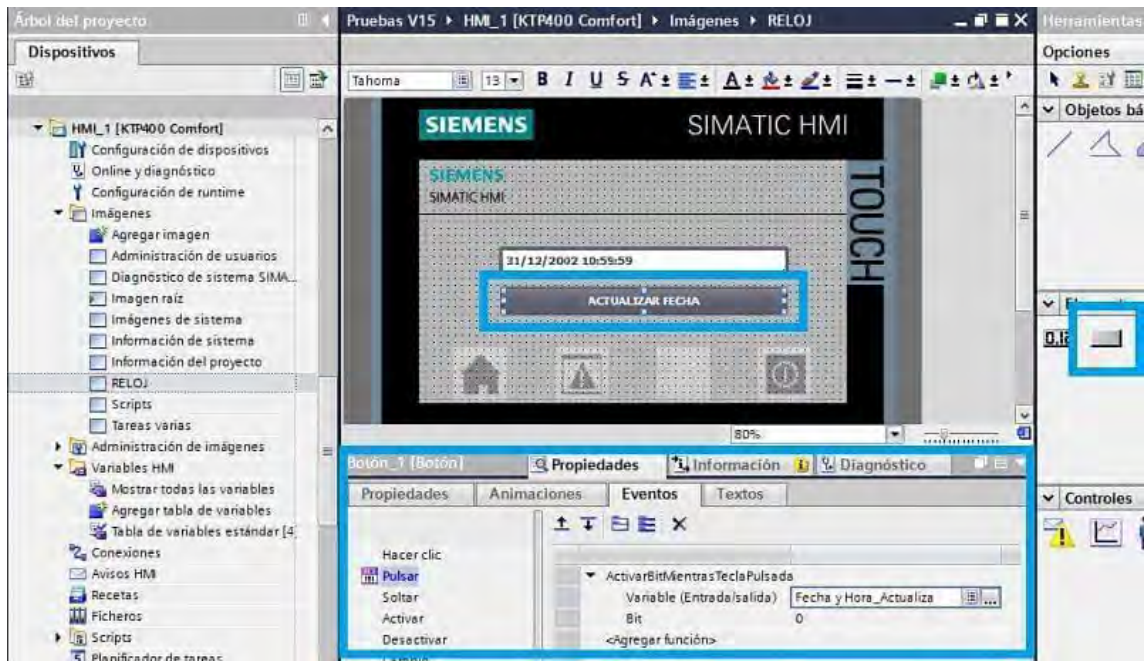 Árbol del proyecto
Dispositivos
HMI_1 [KTP400 Comfort]
Configuración de dispositivos
Online y diagnóstico
Configuración de runtime
Imágenes
Agregar imagen
Administración de usuarios
Diagnóstico de sistema SIMA...
Imagen raíz
Imágenes de sistema
Información de sistema
Información del proyecto
RELOJ
Scripts
Tareas varias
Administración de imágenes
Variables HMI
Mostrar todas las variables
Agregar tabla de variables
Tabla de variables estándar [4
Conexiones
Avisos HMI
Recetas
Ficheros
Scripts
Planificador de tareas
Pruebas V15 ▸ HMI_1 [KTP400 Comfort] ▸ Imágenes ▸ RELOJ
Tahoma 13 B I U S A
SIEMENS SIMATIC HMI
SIEMENS
SIMATIC HMI
TOUCH
31/12/2002 10:59:59
ACTUALIZAR FECHA
80%
Botón_1 [Botón] Propiedades Información Diagnóstico
Propiedades Animaciones Eventos Textos
Hacer clic
Pulsar
Soltar
Activar
Desactivar
ActivarBitMientrasTeclaPulsada
Variable (Entrada/salida) Fecha y Hora_Actualiza ...
Bit 0
<Agregar función>
Herramientas
Opciones
Objetos bá
Controles